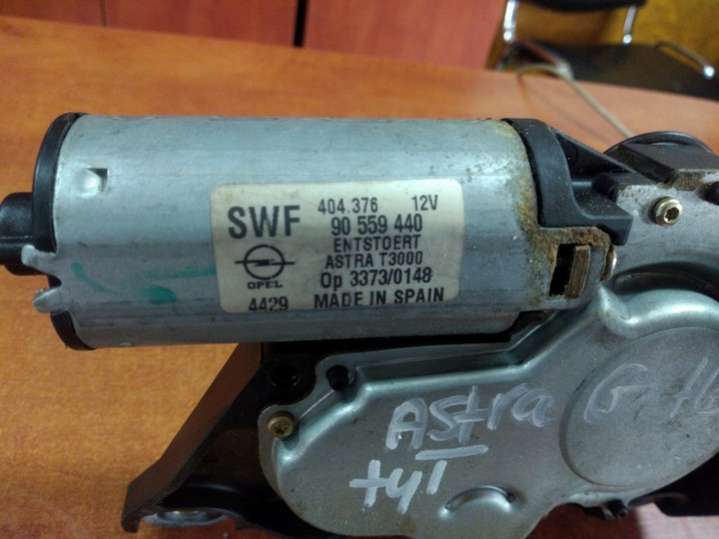 SWF 404.376 12V
90 559 440
ENTSTOERT
ASTRA T3000
OPEL Op 3373/0148
4429 MADE IN SPAIN
Astra G
tył